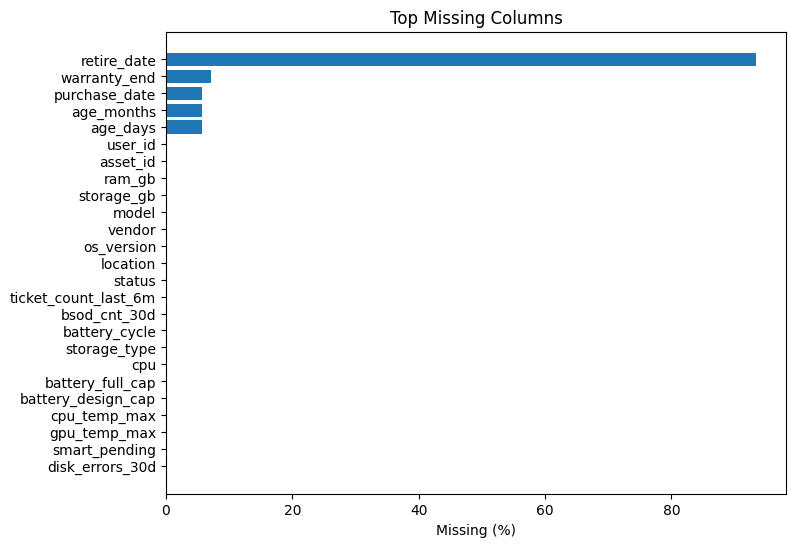 Top Missing Columns
retire_date
warranty_end
purchase_date
age_months
age_days
user_id
asset_id
ram_gb
storage_gb
model
vendor
os_version
location
status
ticket_count_last_6m
bsod_cnt_30d
battery_cycle
storage_type
cpu
battery_full_cap
battery_design_cap
cpu_temp_max
gpu_temp_max
smart_pending
disk_errors_30d
0 20 40 60 80
Missing (%)